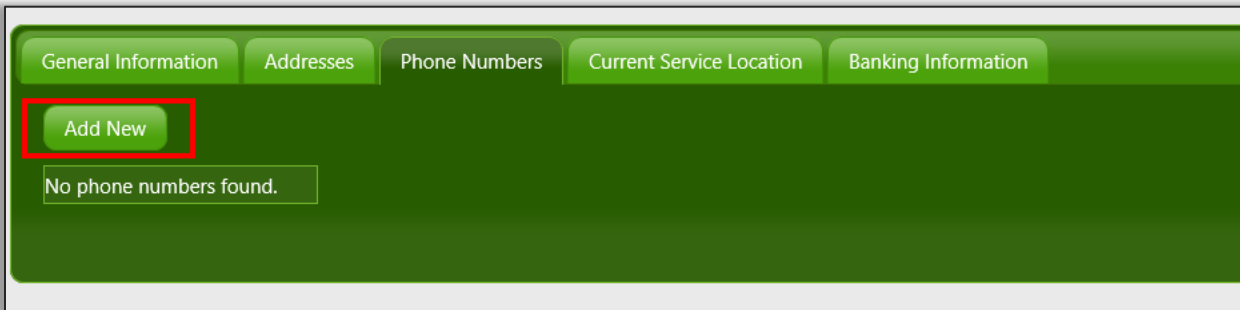 General Information Addresses Phone Numbers Current Service Location Banking Information
Add New
No phone numbers found.